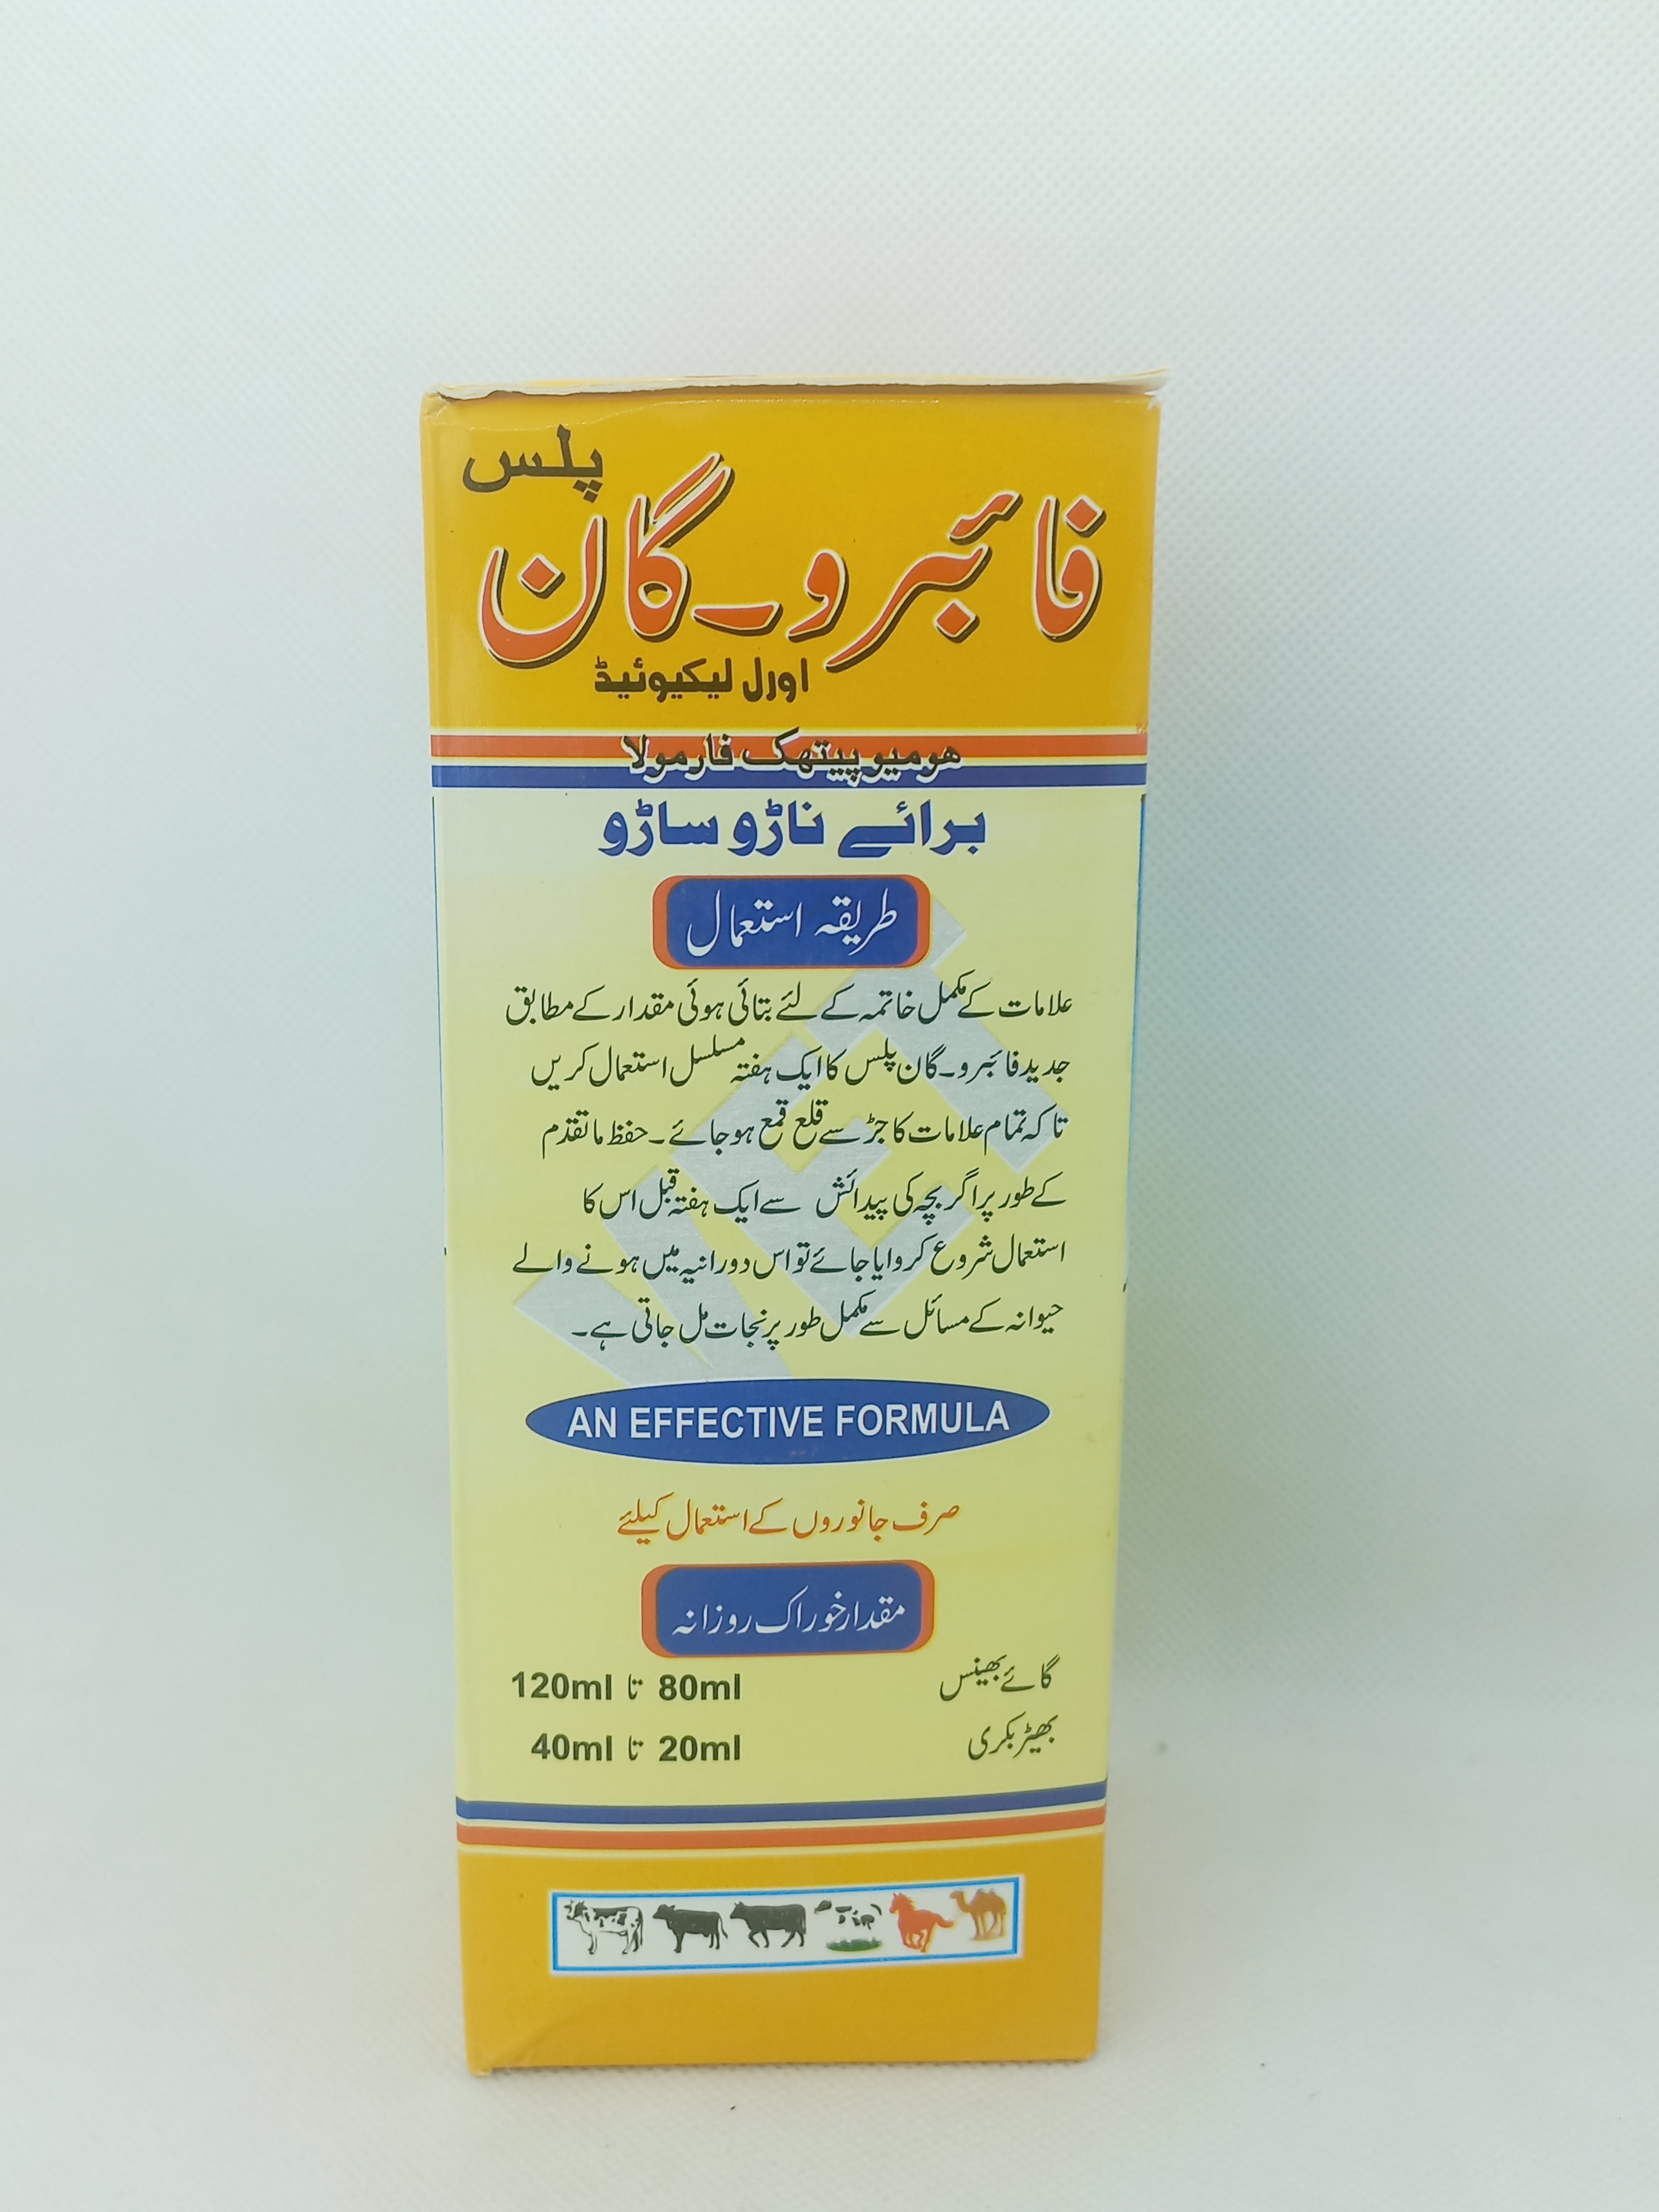 پلس
فائبرو۔گان
اورل لیکیوئیڈ
ھومیو پیتھک فارمولا
برائے ناڑو ساڑو
طریقہ استعمال
علامات کے مکمل خاتمہ کے لئے بتائی ہوئی مقدار کے مطابق
جدید فائبرو۔گان پلس کا ایک ہفتہ مسلسل استعمال کریں
تاکہ تمام علامات کا جڑ سے قلع قمع ہو جائے۔ حفظ ماتقدم
کے طور پر اگر بچہ کی پیدائش سے ایک ہفتہ قبل اس کا
استعمال شروع کروایا جائے تو اس دورانیہ میں ہونے والے
حیوانہ کے مسائل سے مکمل طور پر نجات مل جاتی ہے۔
VET
AN EFFECTIVE FORMULA
صرف جانوروں کے استعمال کیلئے
مقدار خوراک روزانہ
گائے بھینس 80ml تا 120ml
بھیڑ بکری 20ml تا 40ml